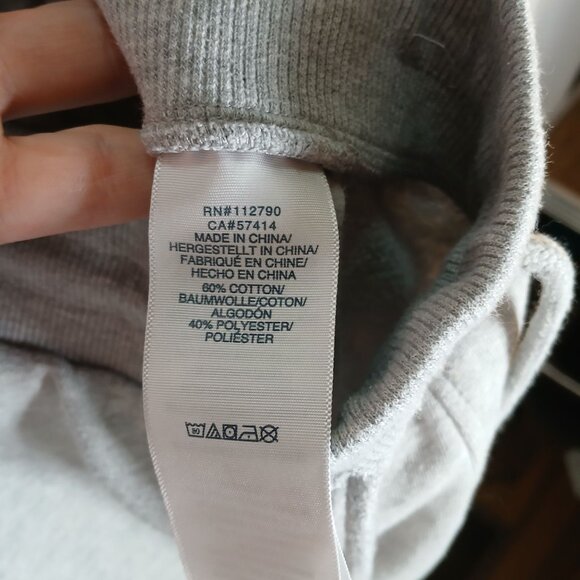 RN#112790
CA#57414
MADE IN CHINA/
HERGESTELLT IN CHINA/
FABRIQUÉ EN CHINE/
HECHO EN CHINA
60% COTTON/
BAUMWOLLE/COTON/
ALGODÓN
40% POLYESTER/
POLIÉSTER